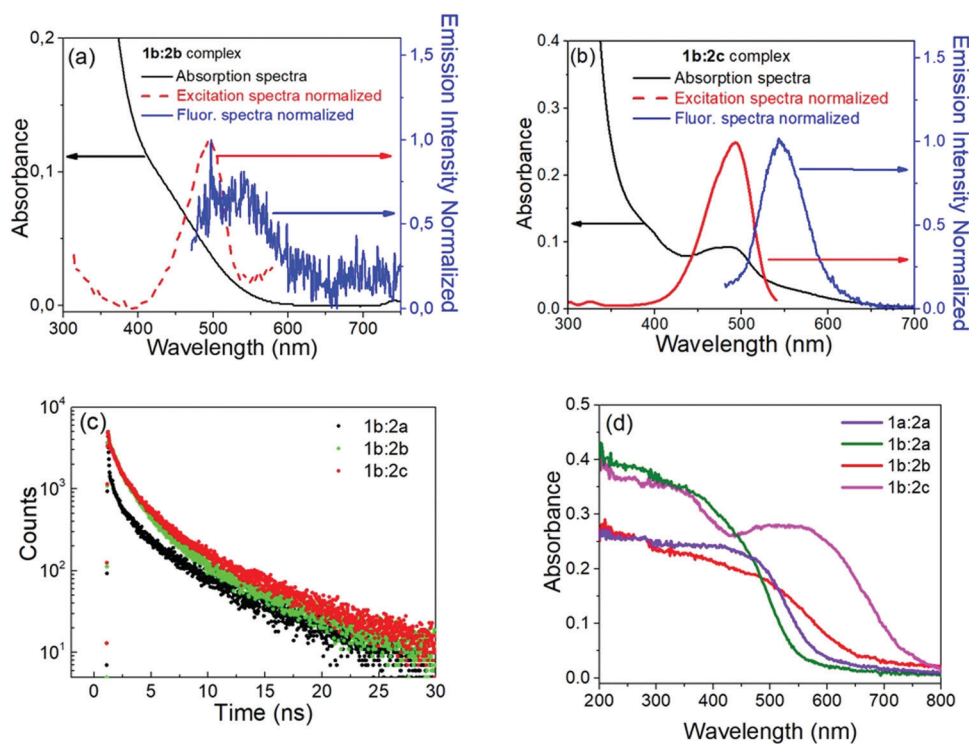 (a)
1b:2b complex
Absorption spectra
Excitation spectra normalized
Fluor. spectra normalized
0,2
0,1
0,0
Absorbance
1,5
1,0
0,5
0,0
Emission Intensity Normalized
300 400 500 600 700
Wavelength (nm)
(b)
1b:2c complex
Absorption spectra
Excitation spectra normalized
Fluor. spectra normalized
0.4
0.3
0.2
0.1
0.0
Absorbance
1.5
1.0
0.5
0.0
Emission Intensity Normalized
300 400 500 600 700
Wavelength (nm)
(c)
1b:2a
1b:2b
1b:2c
10⁴
10³
10²
10¹
Counts
0 5 10 15 20 25 30
Time (ns)
(d)
1a:2a
1b:2a
1b:2b
1b:2c
0.5
0.4
0.3
0.2
0.1
0.0
Absorbance
200 300 400 500 600 700 800
Wavelength (nm)